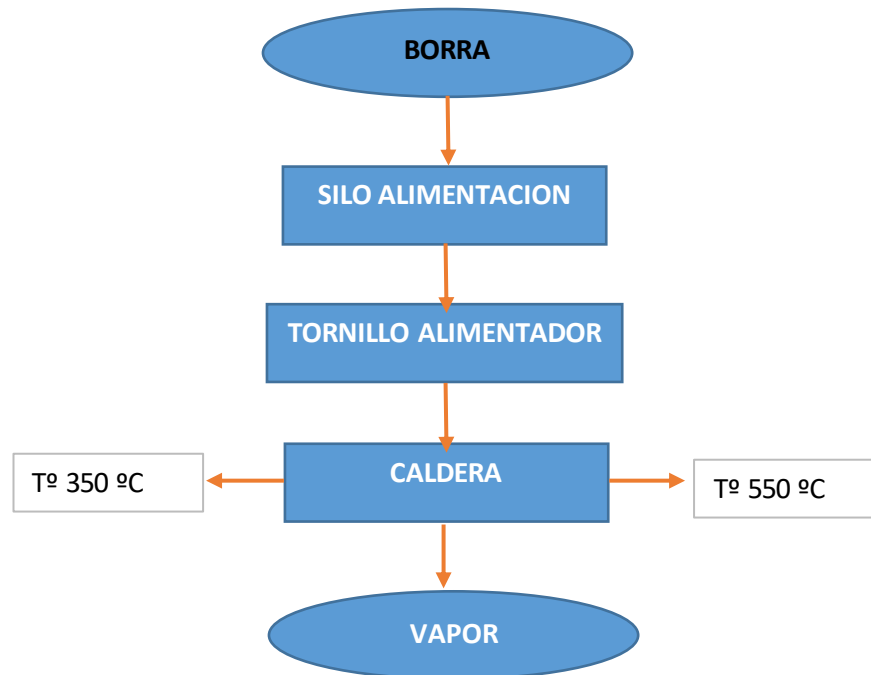 BORRA
SILO ALIMENTACION
TORNILLO ALIMENTADOR
CALDERA
Tº 350 ºC
Tº 550 ºC
VAPOR